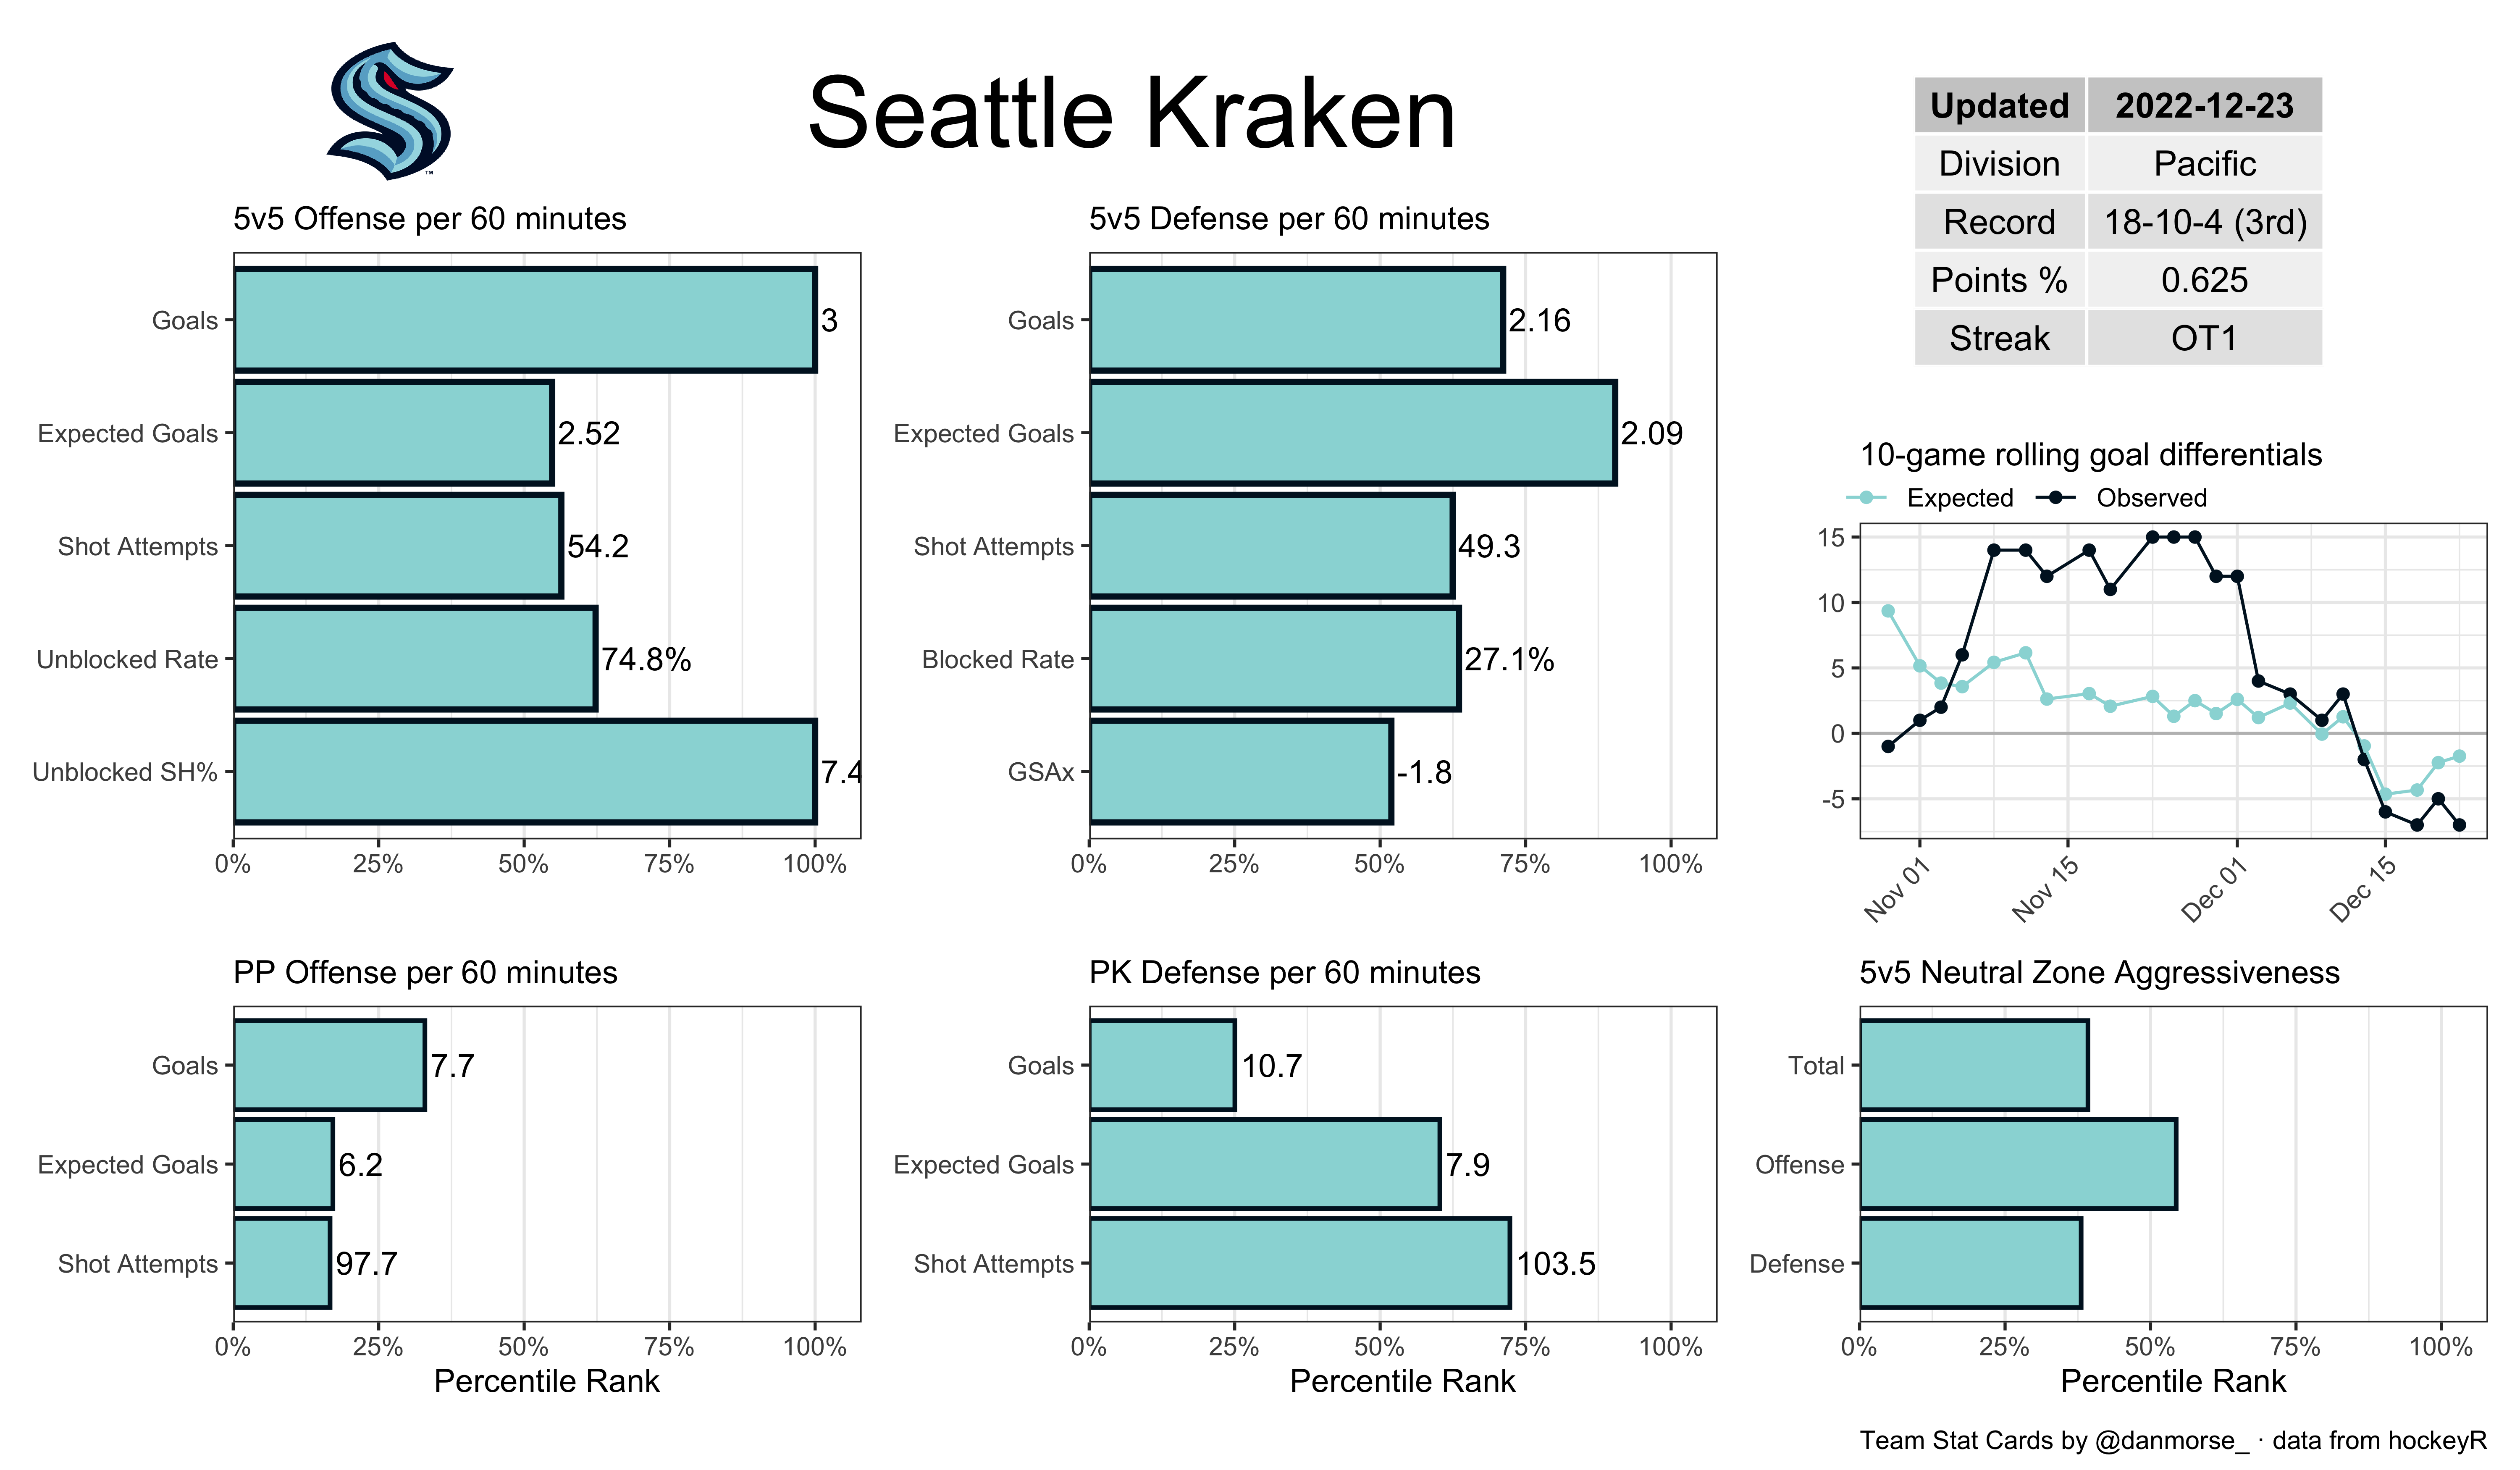 Seattle Kraken
™
Updated 2022-12-23
Division Pacific
Record 18-10-4 (3rd)
Points % 0.625
Streak OT1
5v5 Offense per 60 minutes
Goals 3
Expected Goals 2.52
Shot Attempts 54.2
Unblocked Rate 74.8%
Unblocked SH% 7.4
0% 25% 50% 75% 100%
5v5 Defense per 60 minutes
Goals 2.16
Expected Goals 2.09
Shot Attempts 49.3
Blocked Rate 27.1%
GSAx -1.8
0% 25% 50% 75% 100%
10-game rolling goal differentials
Expected Observed
15
10
5
0
-5
Nov 01 Nov 15 Dec 01 Dec 15
PP Offense per 60 minutes
Goals 7.7
Expected Goals 6.2
Shot Attempts 97.7
0% 25% 50% 75% 100%
Percentile Rank
PK Defense per 60 minutes
Goals 10.7
Expected Goals 7.9
Shot Attempts 103.5
0% 25% 50% 75% 100%
Percentile Rank
5v5 Neutral Zone Aggressiveness
Total
Offense
Defense
0% 25% 50% 75% 100%
Percentile Rank
Team Stat Cards by @danmorse_ · data from hockeyR